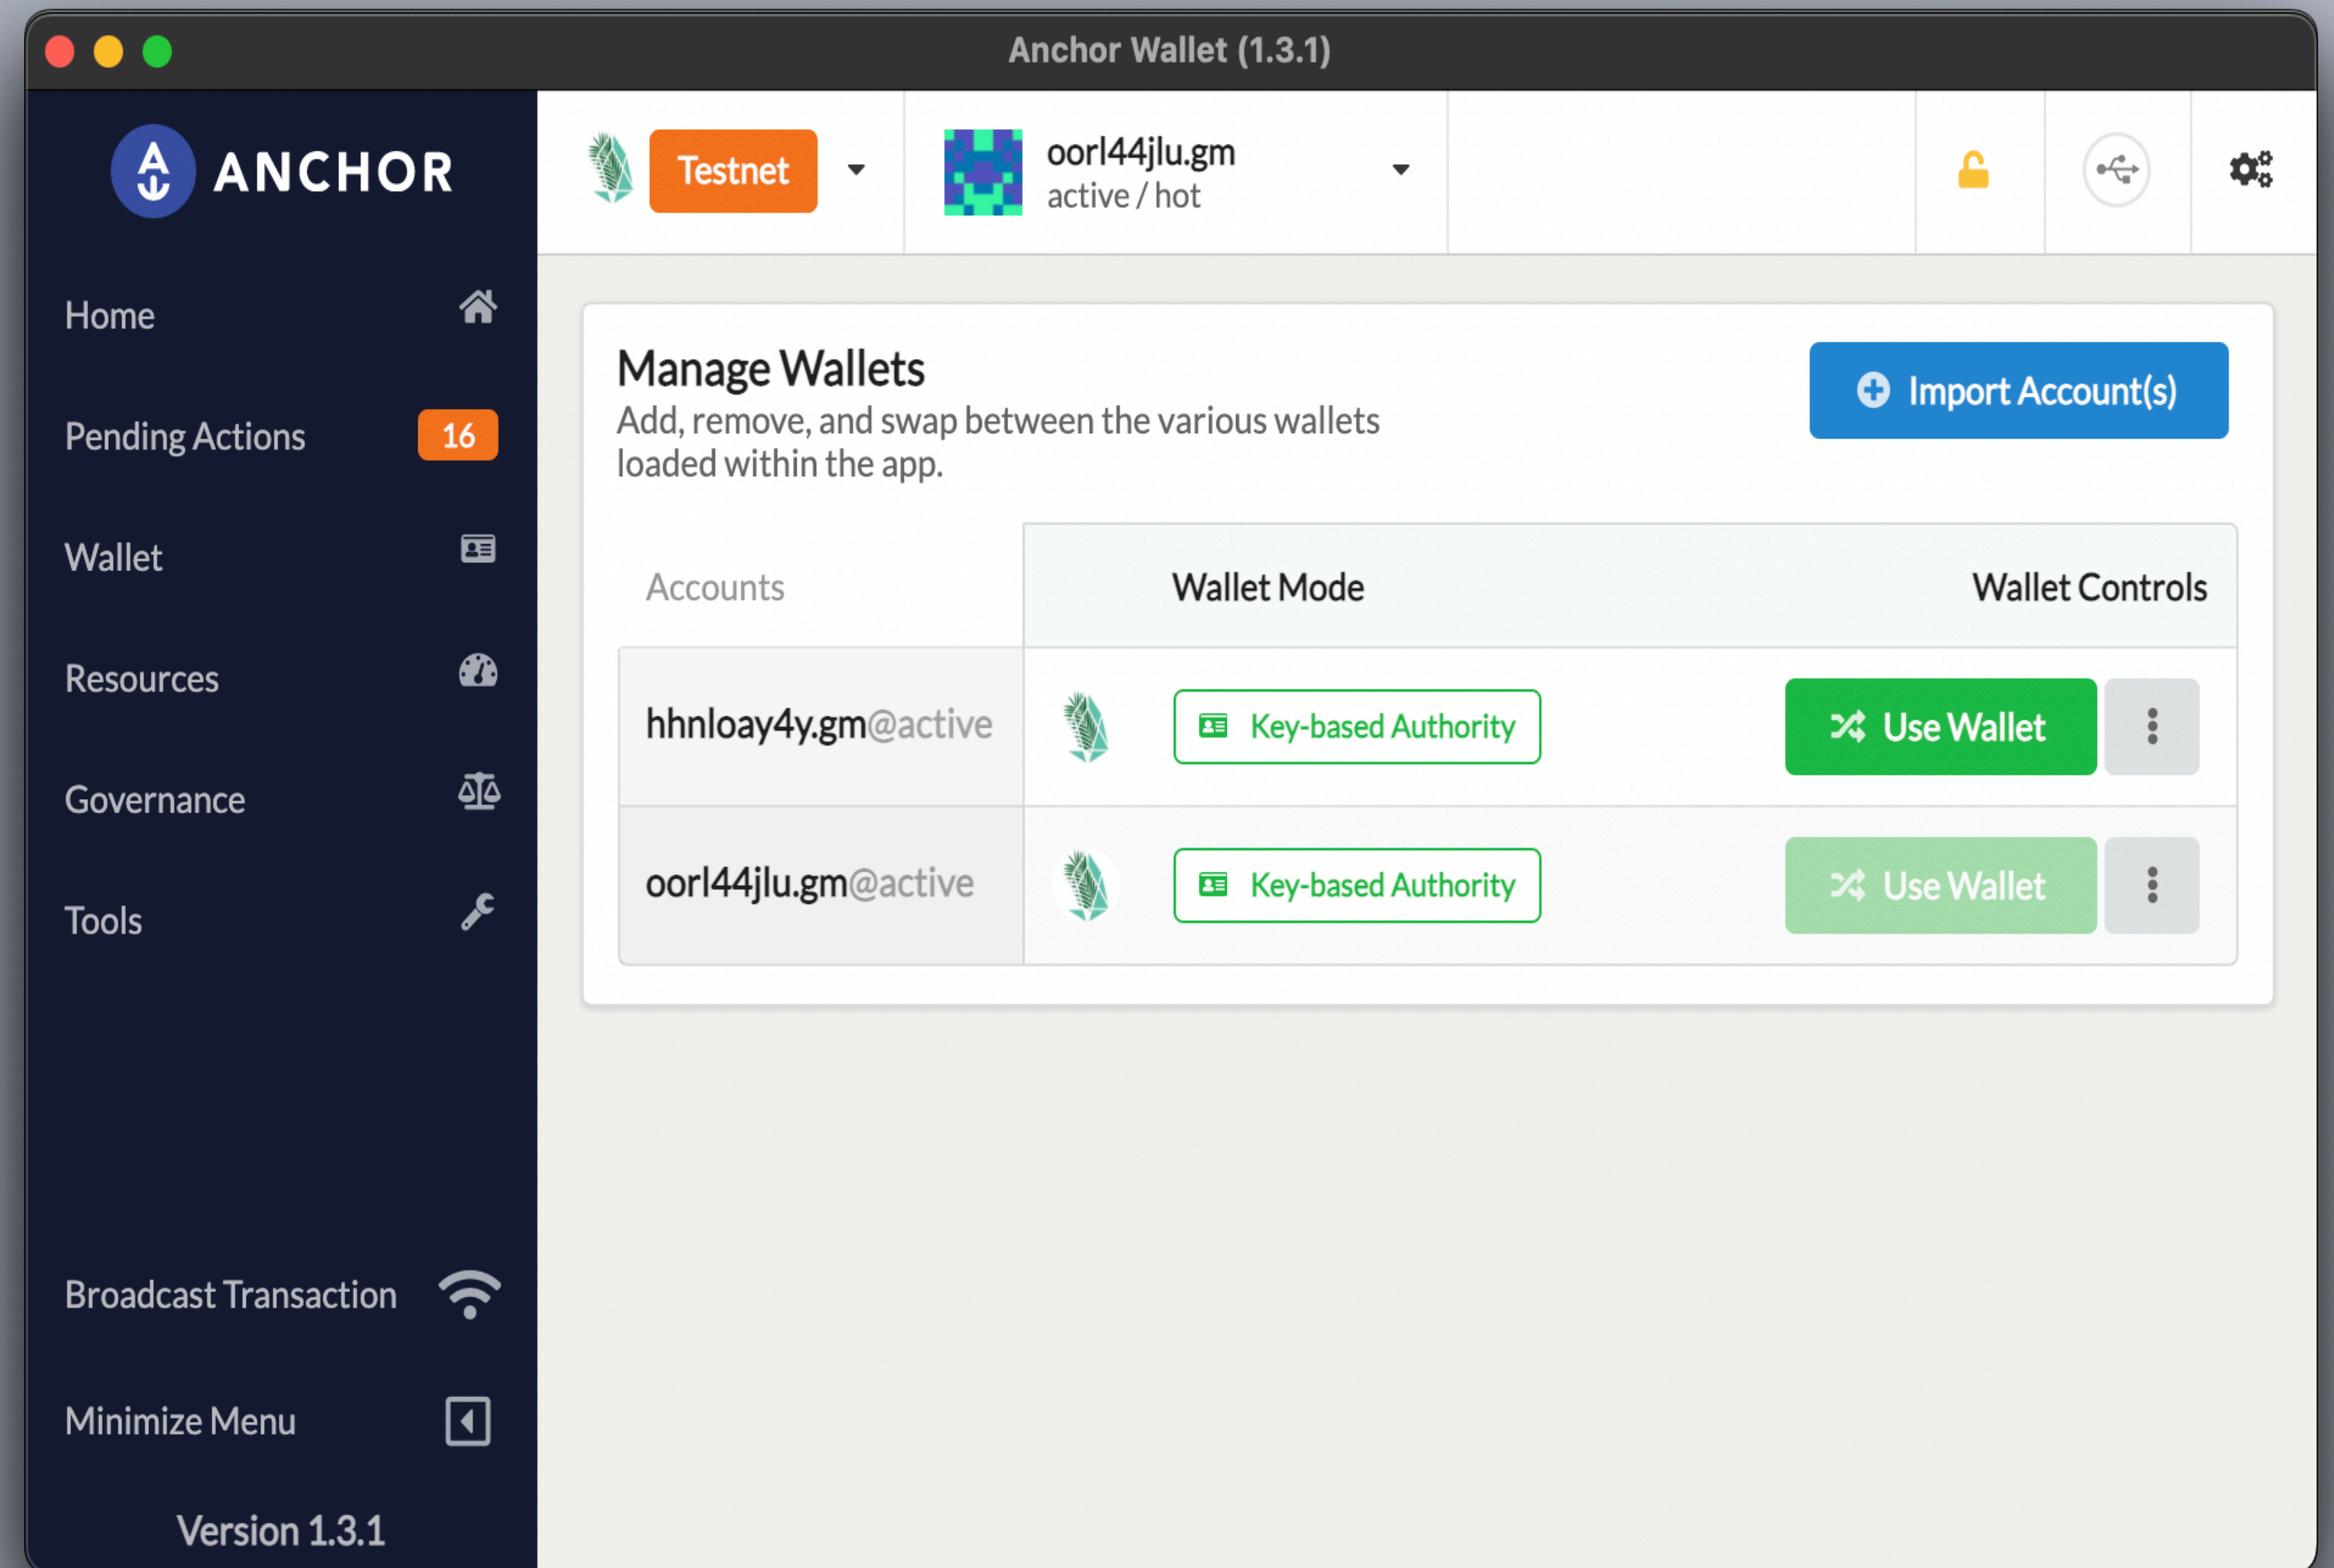 Anchor Wallet (1.3.1)
ANCHOR
Home
Pending Actions 16
Wallet
Resources
Governance
Tools
Broadcast Transaction
Minimize Menu
Version 1.3.1
Testnet
oorl44jlu.gm
active / hot
Manage Wallets
Add, remove, and swap between the various wallets
loaded within the app.
Import Account(s)
Accounts Wallet Mode Wallet Controls
hhnloay4y.gm@active Key-based Authority Use Wallet
oorl44jlu.gm@active Key-based Authority Use Wallet